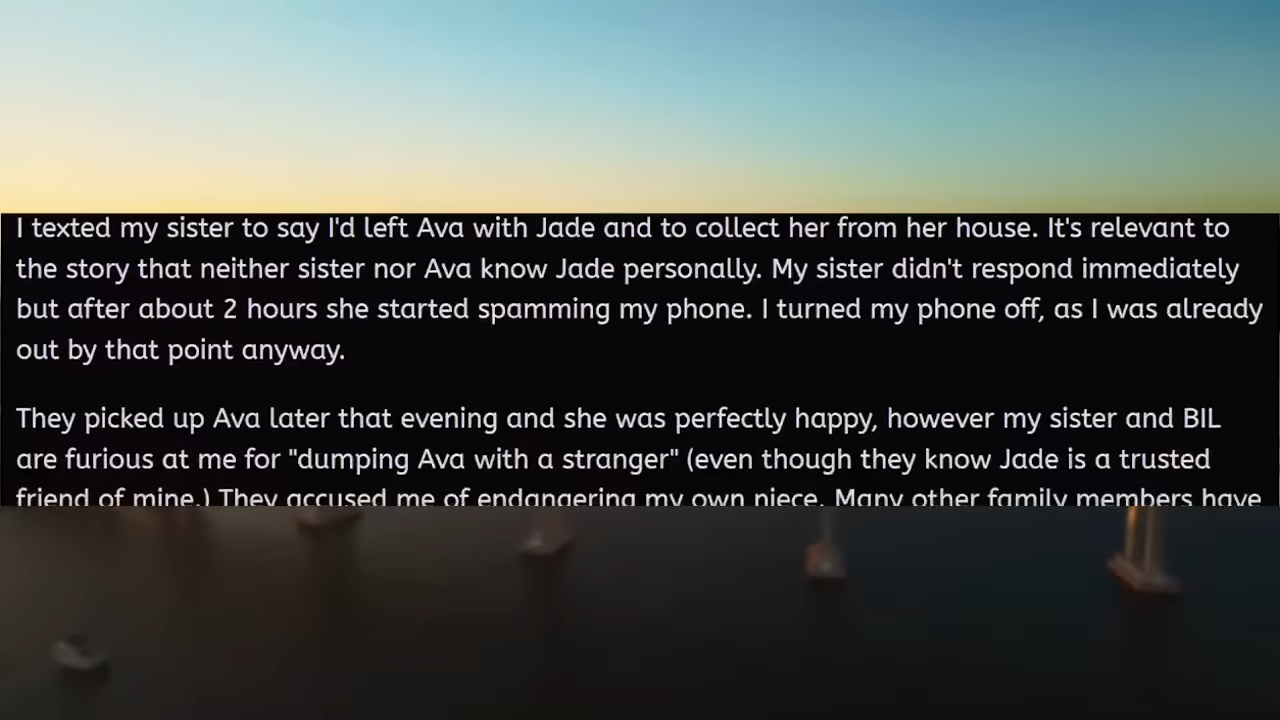 I texted my sister to say I'd left Ava with Jade and to collect her from her house. It's relevant to
the story that neither sister nor Ava know Jade personally. My sister didn't respond immediately
but after about 2 hours she started spamming my phone. I turned my phone off, as I was already
out by that point anyway.
They picked up Ava later that evening and she was perfectly happy, however my sister and BIL
are furious at me for "dumping Ava with a stranger" (even though they know Jade is a trusted
friend of mine.) They accused me of endangering my own niece. Many other family members have